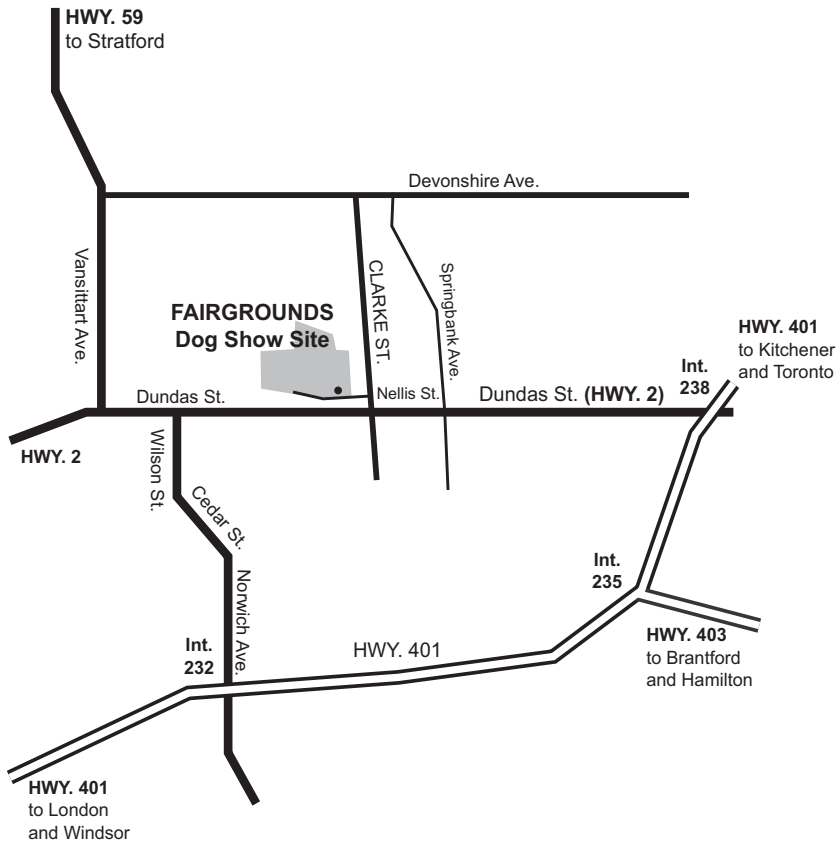 HWY. 59
to Stratford
Devonshire Ave.
Vansittart Ave.
CLARKE ST.
Springbank Ave.
FAIRGROUNDS
Dog Show Site
HWY. 401
to Kitchener
and Toronto
Int.
238
Dundas St.
Nellis St.
Dundas St. (HWY. 2)
HWY. 2
Wilson St.
Cedar St.
Norwich Ave.
Int.
235
Int.
232
HWY. 401
HWY. 403
to Brantford
and Hamilton
HWY. 401
to London
and Windsor